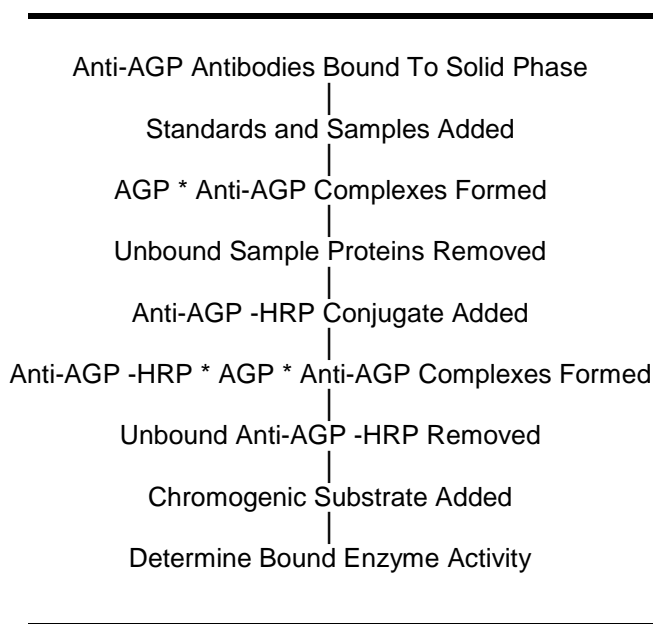 Anti-AGP Antibodies Bound To Solid Phase
Standards and Samples Added
AGP * Anti-AGP Complexes Formed
Unbound Sample Proteins Removed
Anti-AGP -HRP Conjugate Added
Anti-AGP -HRP * AGP * Anti-AGP Complexes Formed
Unbound Anti-AGP -HRP Removed
Chromogenic Substrate Added
Determine Bound Enzyme Activity